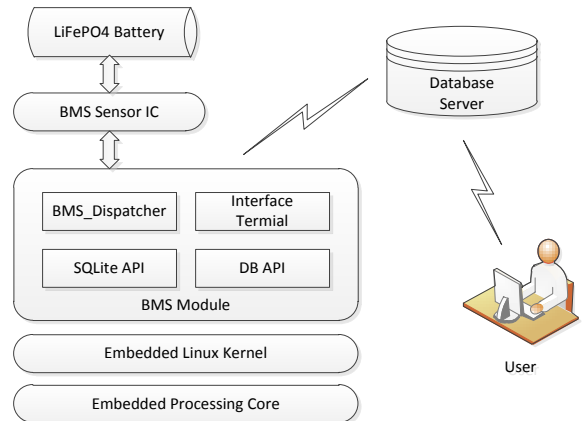 LiFePO4 Battery
BMS Sensor IC
Database
Server
BMS_Dispatcher
Interface
Termial
SQLite API
DB API
BMS Module
Embedded Linux Kernel
Embedded Processing Core
User